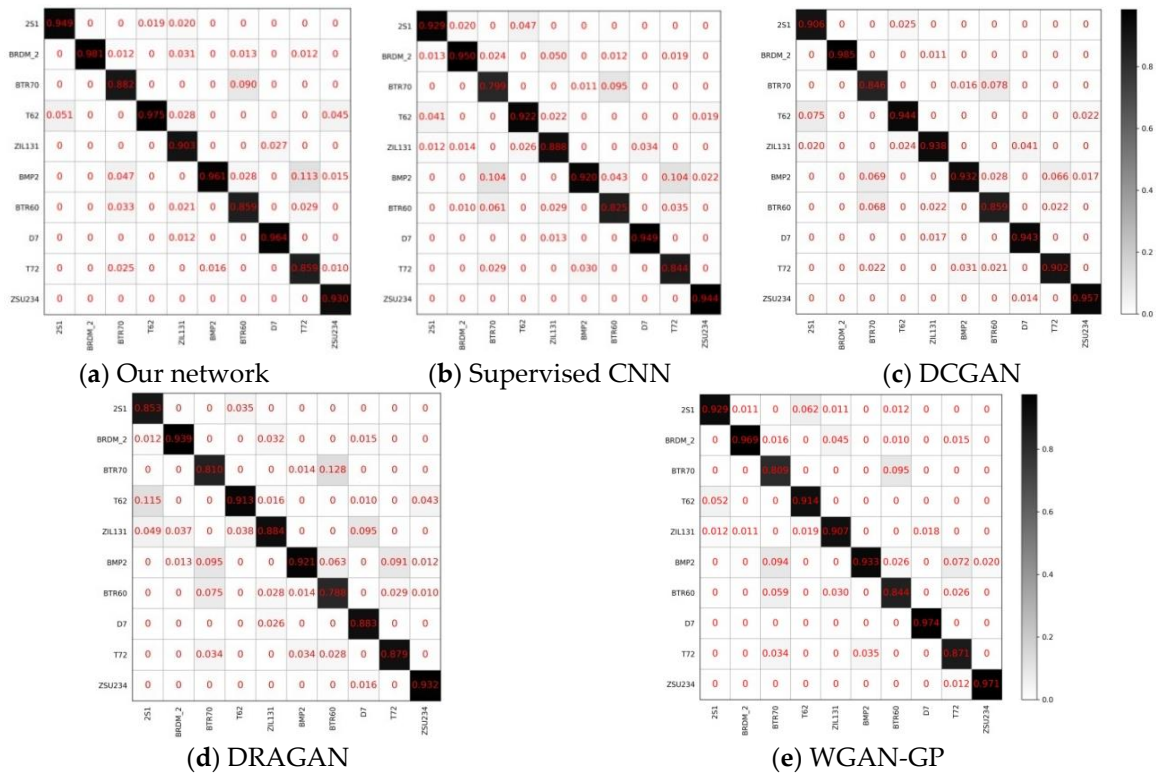 2S1 0.949 0 0 0.019 0.020 0 0 0 0 0
BRDM_2 0 0.981 0.012 0 0.031 0 0.013 0 0.012 0
BTR70 0 0 0.882 0 0 0 0.090 0 0 0
T62 0.051 0 0 0.975 0.028 0 0 0 0 0.045
ZIL131 0 0 0 0 0.903 0 0 0.027 0 0
BMP2 0 0 0.047 0 0 0.961 0.028 0 0.113 0.015
BTR60 0 0 0.033 0 0.021 0 0.859 0 0.029 0
D7 0 0 0 0 0.012 0 0 0.964 0 0
T72 0 0 0.025 0 0 0.016 0 0 0.859 0.010
ZSU234 0 0 0 0 0 0 0 0 0 0.930
2S1 BRDM_2 BTR70 T62 ZIL131 BMP2 BTR60 D7 T72 ZSU234
(a) Our network
2S1 0.929 0.020 0 0.047 0 0 0 0 0 0
BRDM_2 0.013 0.950 0.024 0 0.050 0 0.012 0 0.019 0
BTR70 0 0 0.799 0 0 0.011 0.095 0 0 0
T62 0.041 0 0 0.922 0.022 0 0 0 0 0.019
ZIL131 0.012 0.014 0 0.026 0.888 0 0 0.034 0 0
BMP2 0 0 0.104 0 0 0.920 0.043 0 0.104 0.022
BTR60 0 0.010 0.061 0 0.029 0 0.825 0 0.035 0
D7 0 0 0 0 0.013 0 0 0.949 0 0
T72 0 0 0.029 0 0 0.030 0 0 0.844 0
ZSU234 0 0 0 0 0 0 0 0 0 0.944
2S1 BRDM_2 BTR70 T62 ZIL131 BMP2 BTR60 D7 T72 ZSU234
(b) Supervised CNN
2S1 0.906 0 0 0.025 0 0 0 0 0 0
BRDM_2 0 0.985 0 0 0.011 0 0 0 0 0
BTR70 0 0 0.846 0 0 0.016 0.078 0 0 0
T62 0.075 0 0 0.944 0 0 0 0 0 0.022
ZIL131 0.020 0 0 0.024 0.938 0 0 0.041 0 0
BMP2 0 0 0.069 0 0 0.932 0.028 0 0.066 0.017
BTR60 0 0 0.068 0 0.022 0 0.859 0 0.022 0
D7 0 0 0 0 0.017 0 0 0.943 0 0
T72 0 0 0.022 0 0 0.031 0.021 0 0.902 0
ZSU234 0 0 0 0 0 0 0 0.014 0 0.957
2S1 BRDM_2 BTR70 T62 ZIL131 BMP2 BTR60 D7 T72 ZSU234
0.8
0.6
0.4
0.2
0.0
(c) DCGAN
2S1 0.853 0 0 0.035 0 0 0 0 0 0
BRDM_2 0.012 0.939 0 0 0.032 0 0 0.015 0 0
BTR70 0 0 0.810 0 0 0.014 0.128 0 0 0
T62 0.115 0 0 0.913 0.016 0 0 0.010 0 0.043
ZIL131 0.049 0.037 0 0.038 0.884 0 0 0.095 0 0
BMP2 0 0.013 0.095 0 0 0.921 0.063 0 0.091 0.012
BTR60 0 0 0.075 0 0.028 0.014 0.780 0 0.029 0.010
D7 0 0 0 0 0.026 0 0 0.883 0 0
T72 0 0 0.034 0 0 0.034 0.028 0 0.879 0
ZSU234 0 0 0 0 0 0 0 0.016 0 0.932
2S1 BRDM_2 BTR70 T62 ZIL131 BMP2 BTR60 D7 T72 ZSU234
(d) DRAGAN
2S1 0.929 0.011 0 0.062 0.011 0 0.012 0 0 0
BRDM_2 0 0.969 0.016 0 0.045 0 0.010 0 0.015 0
BTR70 0 0 0.809 0 0 0 0.095 0 0 0
T62 0.052 0 0 0.914 0 0 0 0 0 0
ZIL131 0.012 0.011 0 0.019 0.907 0 0 0.018 0 0
BMP2 0 0 0.094 0 0 0.933 0.026 0 0.072 0.020
BTR60 0 0 0.059 0 0.030 0 0.844 0 0.026 0
D7 0 0 0 0 0 0 0 0.974 0 0
T72 0 0 0.034 0 0 0.035 0 0 0.871 0
ZSU234 0 0 0 0 0 0 0 0 0.012 0.971
2S1 BRDM_2 BTR70 T62 ZIL131 BMP2 BTR60 D7 T72 ZSU234
0.8
0.6
0.4
0.2
0.0
(e) WGAN-GP